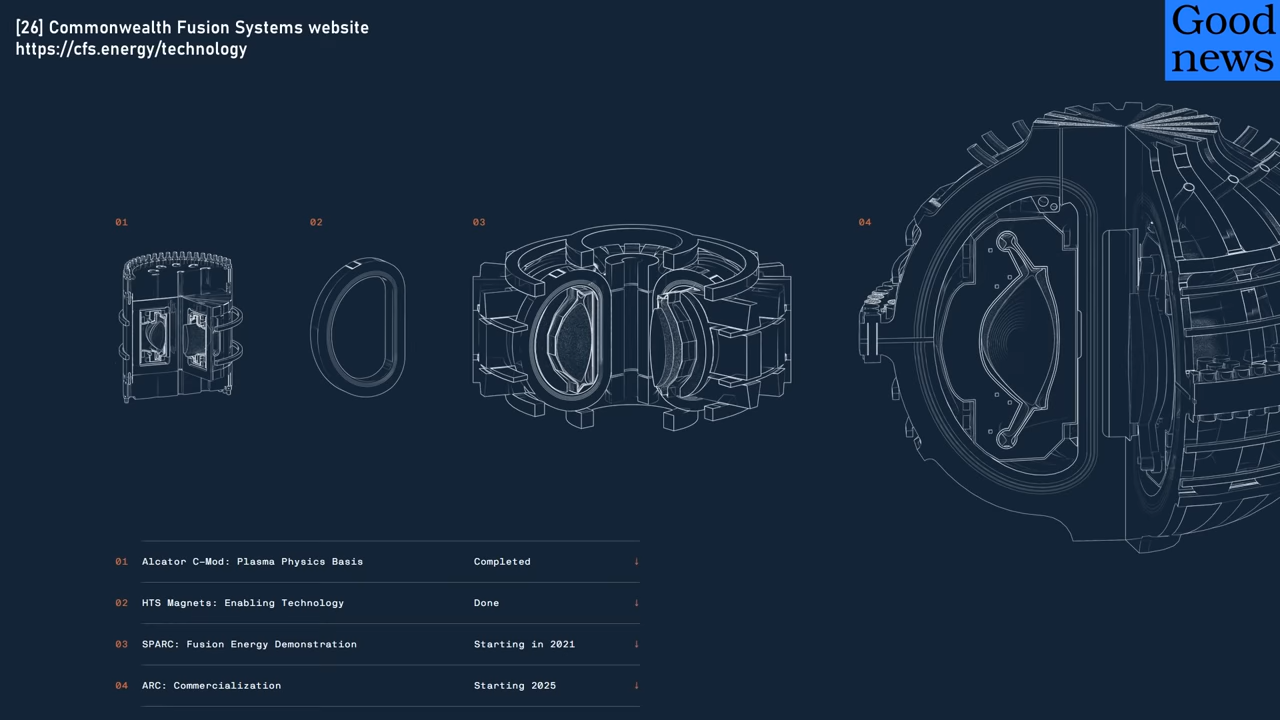 [26] Commonwealth Fusion Systems website
https://cfs.energy/technology
Good
news
01
02
03
04
01 Alcator C-Mod: Plasma Physics Basis Completed ↓
02 HTS Magnets: Enabling Technology Done ↓
03 SPARC: Fusion Energy Demonstration Starting in 2021 ↓
04 ARC: Commercialization Starting 2025 ↓